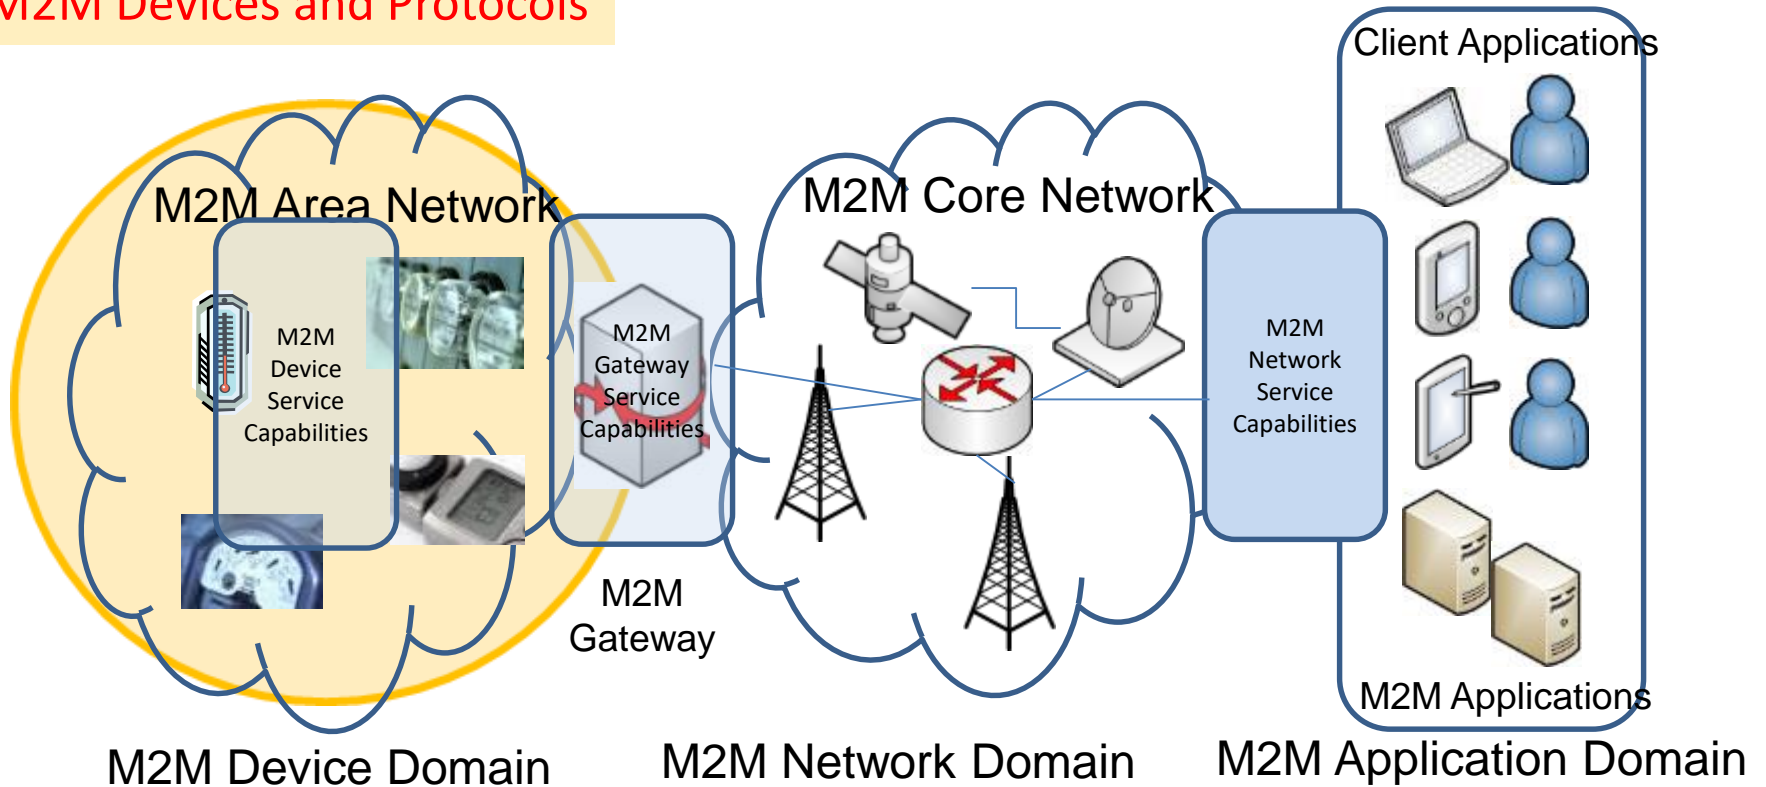 M2M Devices and Protocols
Client Applications
M2M Area Network
M2M Core Network
M2M
Device
Service
Capabilities
M2M
Gateway
Service
Capabilities
M2M
Network
Service
Capabilities
M2M
Gateway
M2M Applications
M2M Device Domain
M2M Network Domain
M2M Application Domain